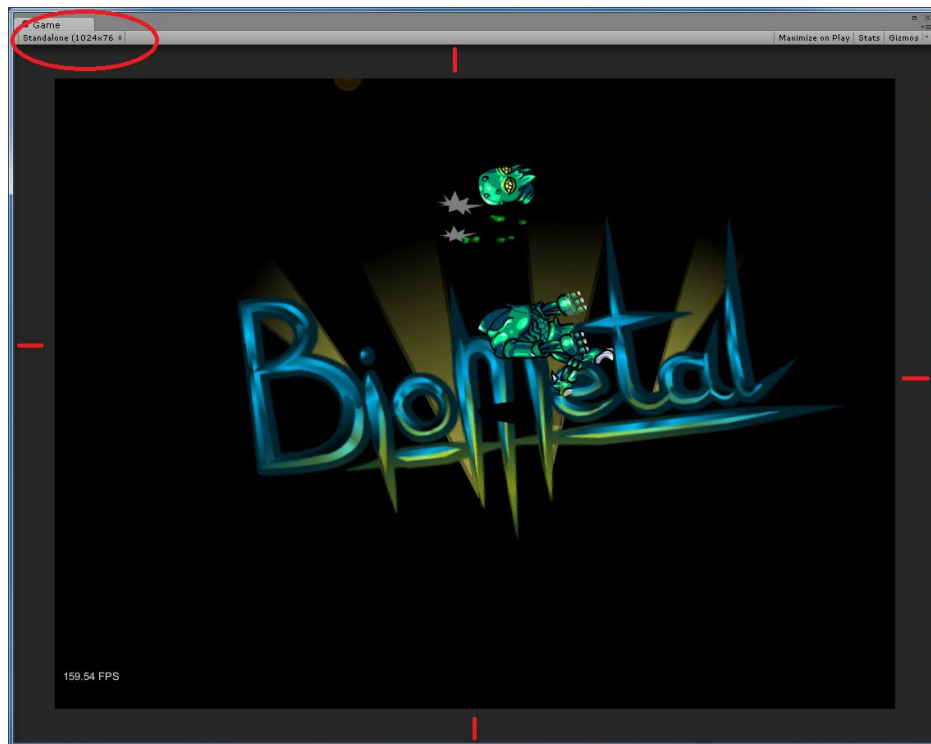 Game
Standalone (1024x76
Maximize on Play Stats Gizmos
BioMetal
159.54 FPS